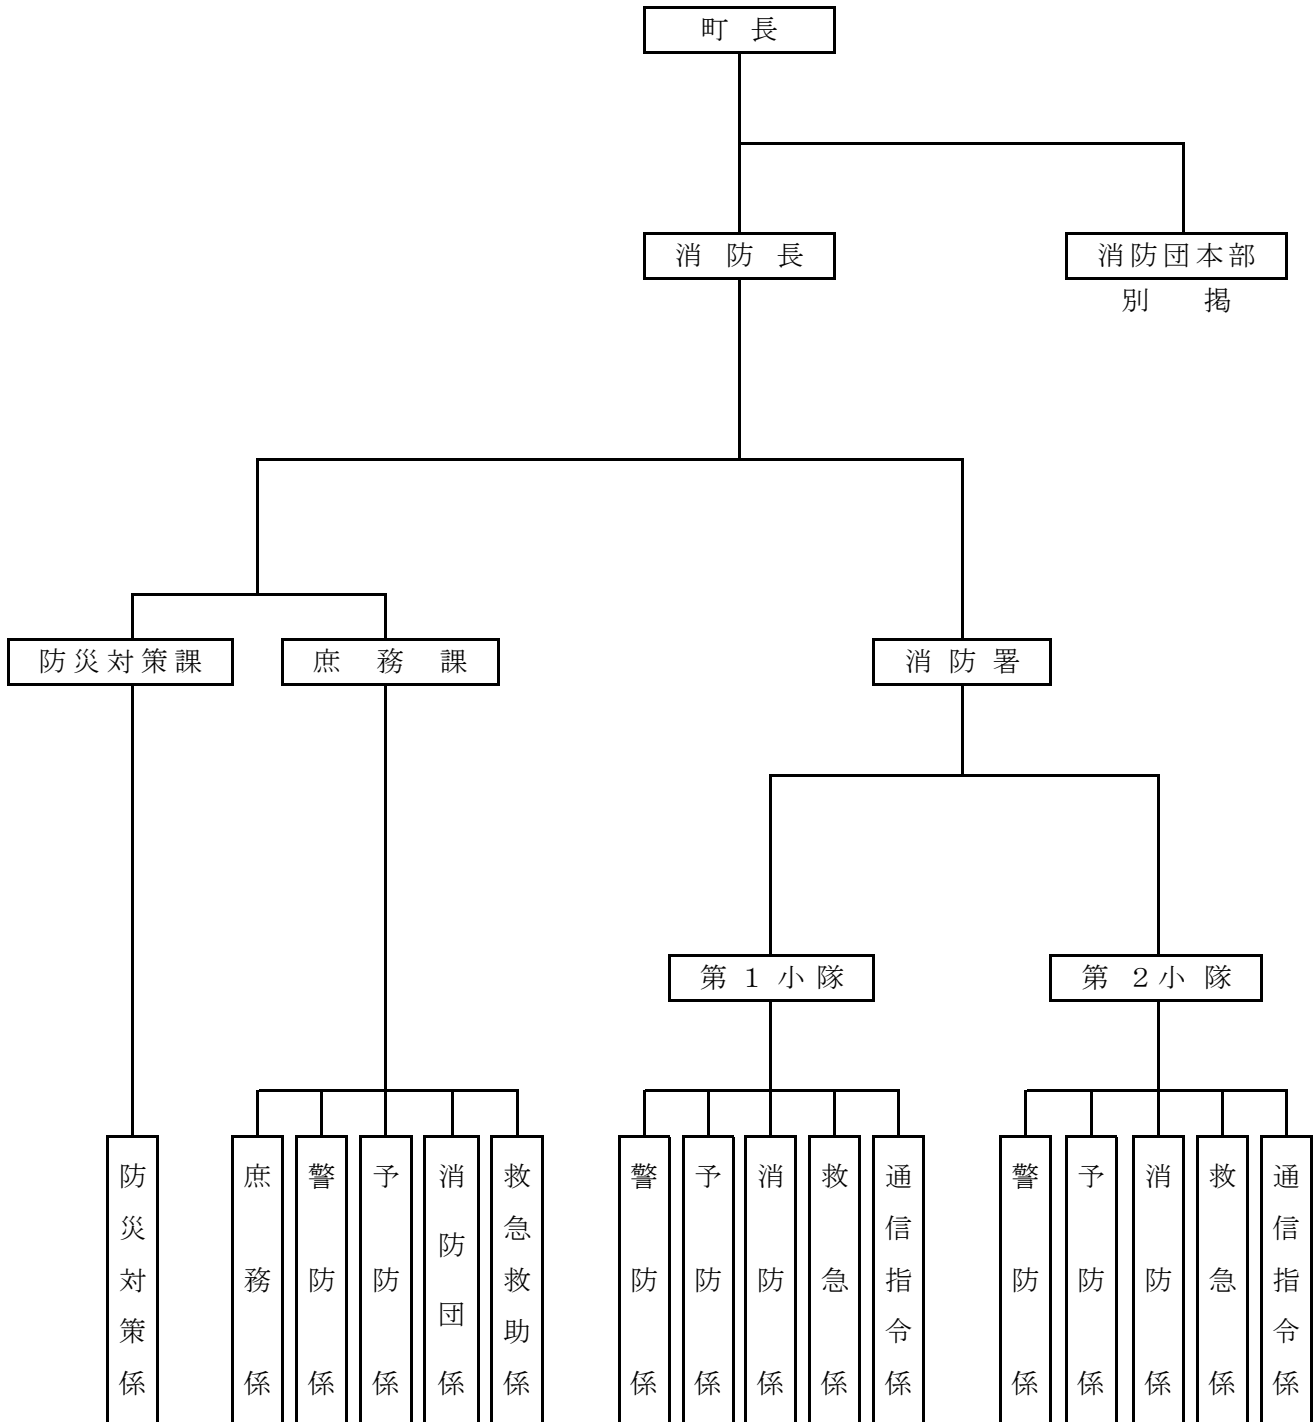 町長
消防長
消防団本部
別掲
防災対策課
庶務課
消防署
第1小隊
第2小隊
防災対策係
庶務係
警防係
予防係
消防団係
救急救助係
警防係
予防係
消防係
救急係
通信指令係
警防係
予防係
消防係
救急係
通信指令係